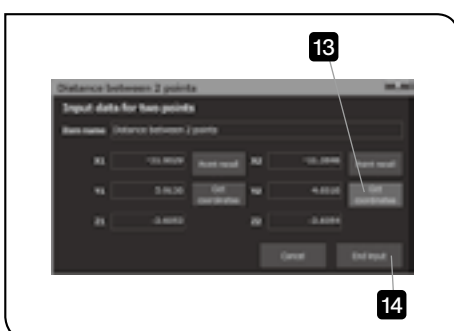 13
Distance between 2 points
Input data for two points
Item name Distance between 2 points
X1 Point recall X2 Point recall
Y1 Get coordinates Y2 Get coordinates
Z1 Z2
Cancel End input
14